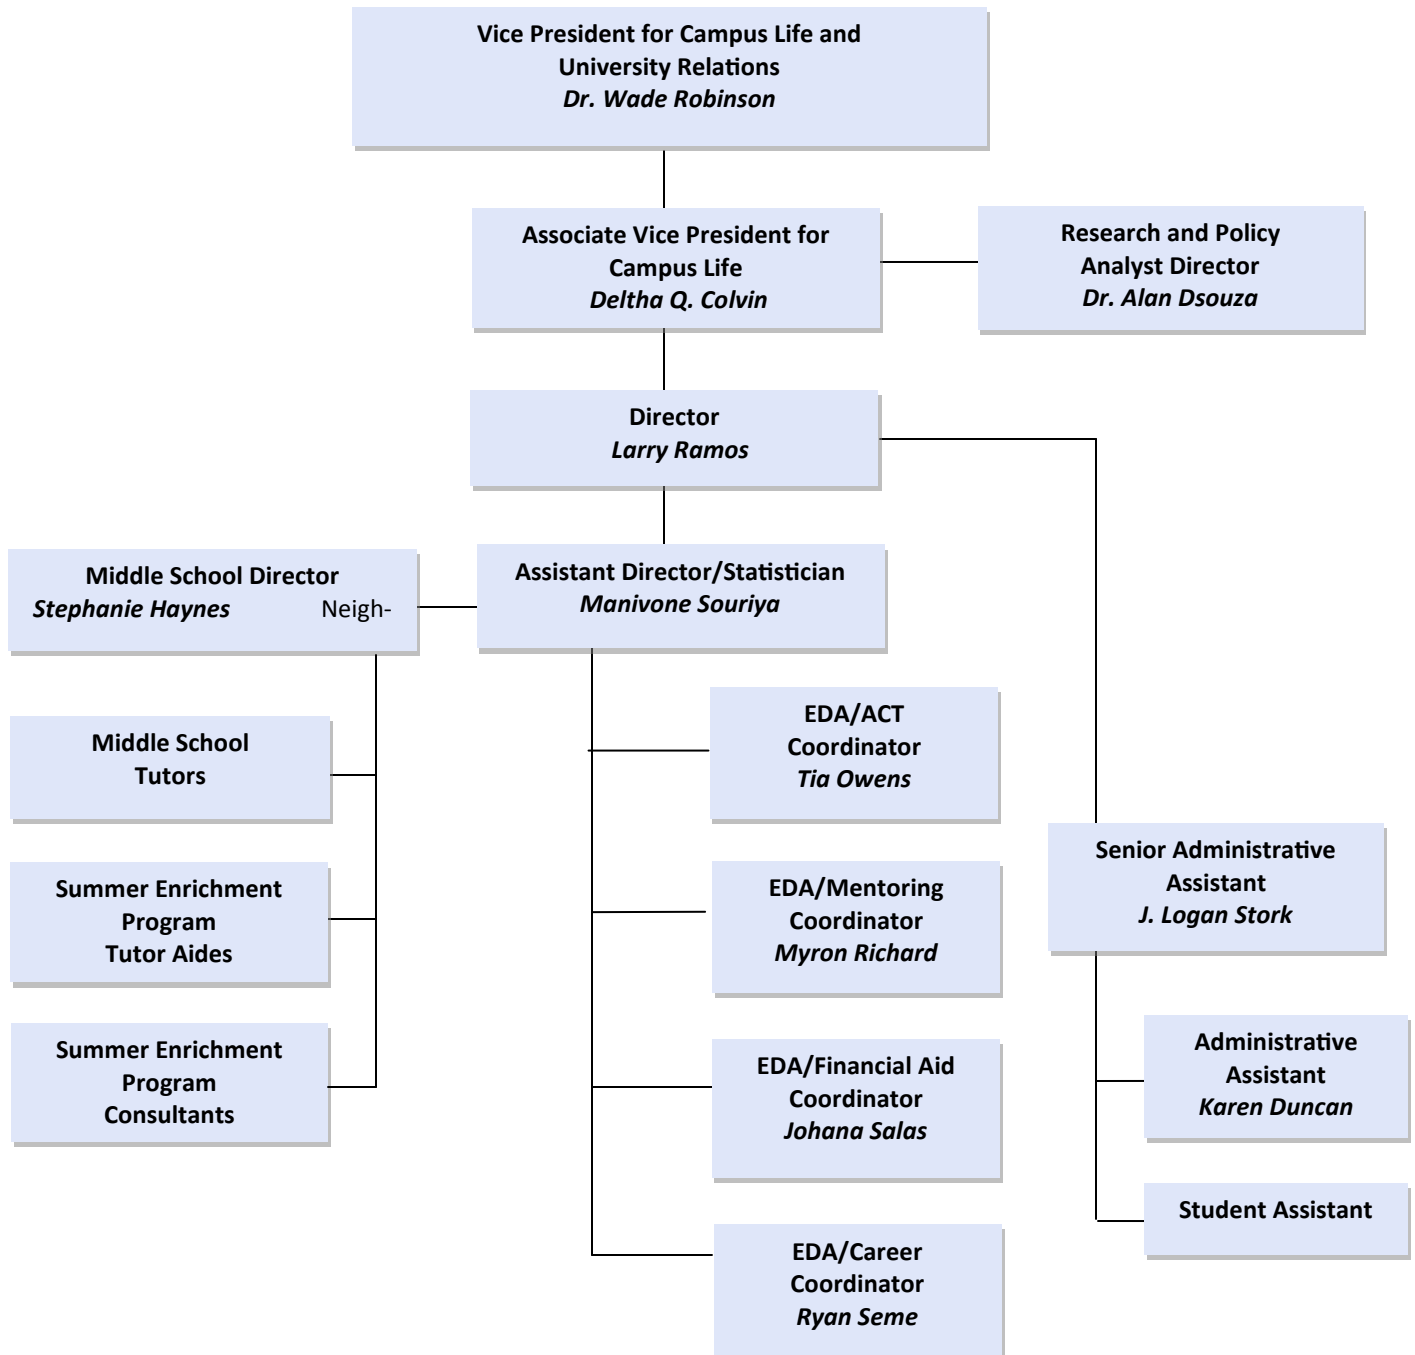 Vice President for Campus Life and
University Relations
Dr. Wade Robinson
Associate Vice President for
Campus Life
Deltha Q. Colvin
Research and Policy
Analyst Director
Dr. Alan Dsouza
Director
Larry Ramos
Middle School Director
Stephanie Haynes Neigh-
Assistant Director/Statistician
Manivone Souriya
Middle School
Tutors
Summer Enrichment
Program
Tutor Aides
Summer Enrichment
Program
Consultants
EDA/ACT
Coordinator
Tia Owens
EDA/Mentoring
Coordinator
Myron Richard
EDA/Financial Aid
Coordinator
Johana Salas
EDA/Career
Coordinator
Ryan Seme
Senior Administrative
Assistant
J. Logan Stork
Administrative
Assistant
Karen Duncan
Student Assistant